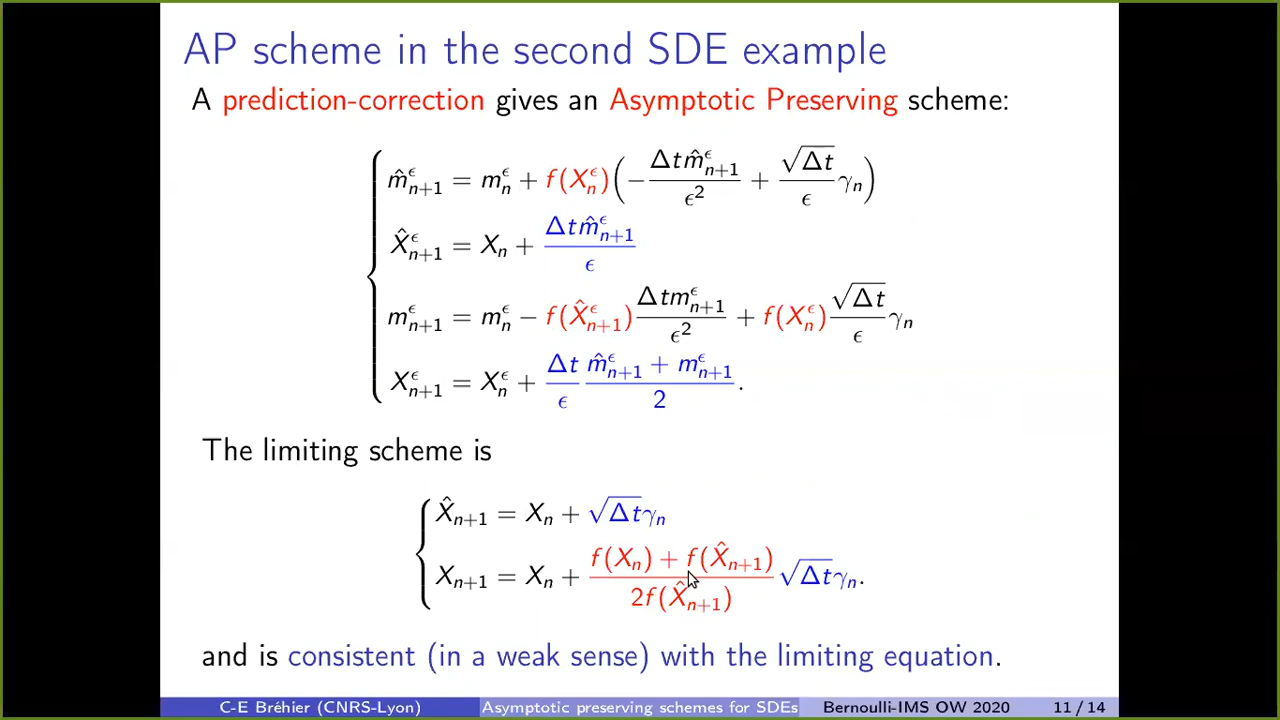 AP scheme in the second SDE example
A prediction-correction gives an Asymptotic Preserving scheme:
m̂^ϵ_{n+1} = m^ϵ_n + f(X^ϵ_n)(−Δt m̂^ϵ_{n+1}/ϵ² + √Δt/ϵ γ_n)
X̂^ϵ_{n+1} = X_n + Δt m̂^ϵ_{n+1}/ϵ
m^ϵ_{n+1} = m^ϵ_n − f(X̂^ϵ_{n+1}) Δt m^ϵ_{n+1}/ϵ² + f(X^ϵ_n) √Δt/ϵ γ_n
X^ϵ_{n+1} = X^ϵ_n + Δt/ϵ (m̂^ϵ_{n+1} + m^ϵ_{n+1})/2.
The limiting scheme is
X̂_{n+1} = X_n + √Δt γ_n
X_{n+1} = X_n + (f(X_n) + f(X̂_{n+1}))/(2f(X̂_{n+1})) √Δt γ_n.
and is consistent (in a weak sense) with the limiting equation.
C-E Bréhier (CNRS-Lyon) Asymptotic preserving schemes for SDEs Bernoulli-IMS OW 2020 11 / 14